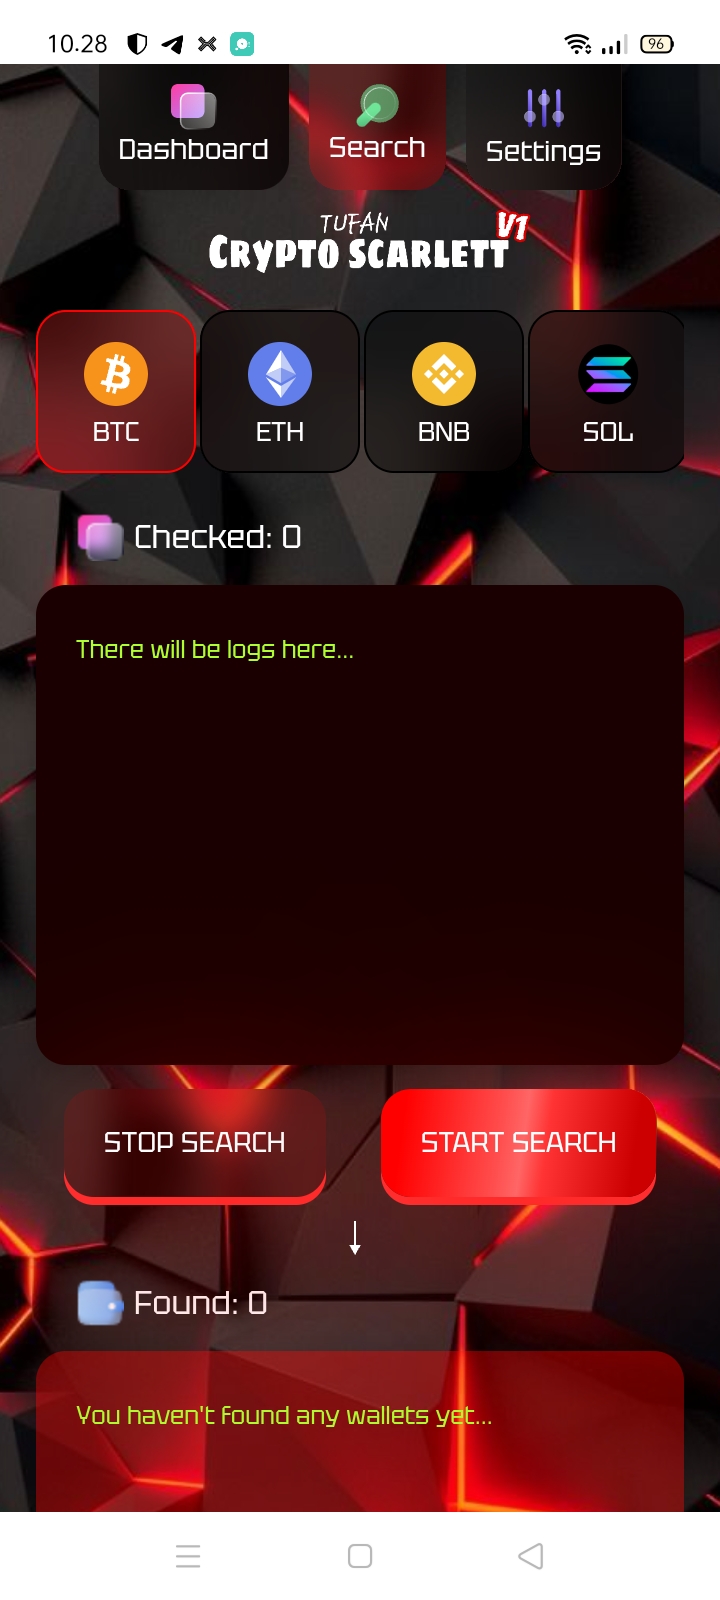 10.28
96
Dashboard
Search
Settings
TUFAN
CRYPTO SCARLETT V1
BTC
ETH
BNB
SOL
Checked: 0
There will be logs here...
STOP SEARCH
START SEARCH
Found: 0
You haven't found any wallets yet...